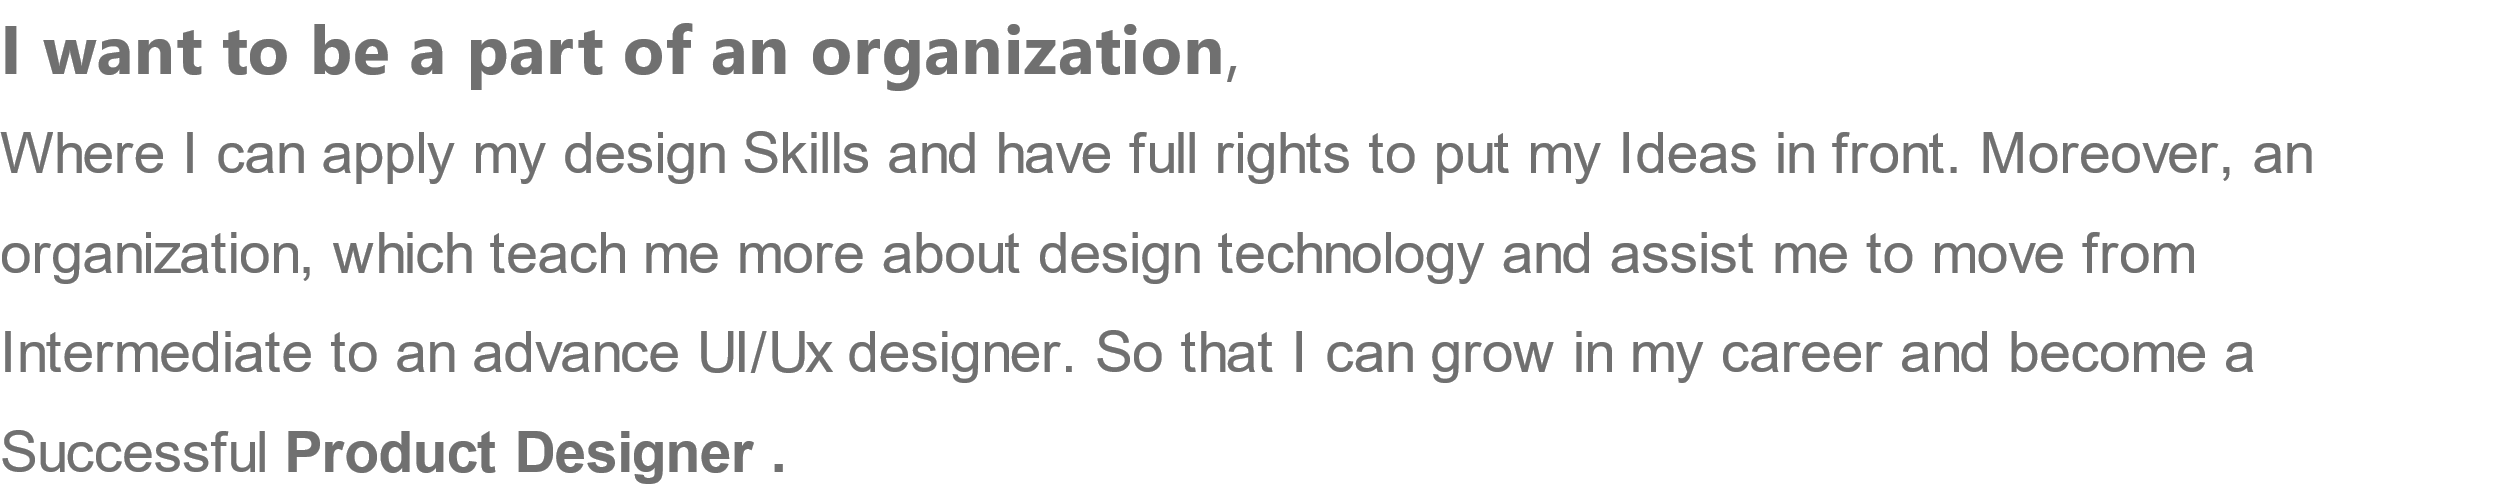 I want to be a part of an organization,
Where I can apply my design Skills and have full rights to put my Ideas in front. Moreover, an
organization, which teach me more about design technology and assist me to move from
Intermediate to an advance UI/Ux designer. So that I can grow in my career and become a
Successful Product Designer .